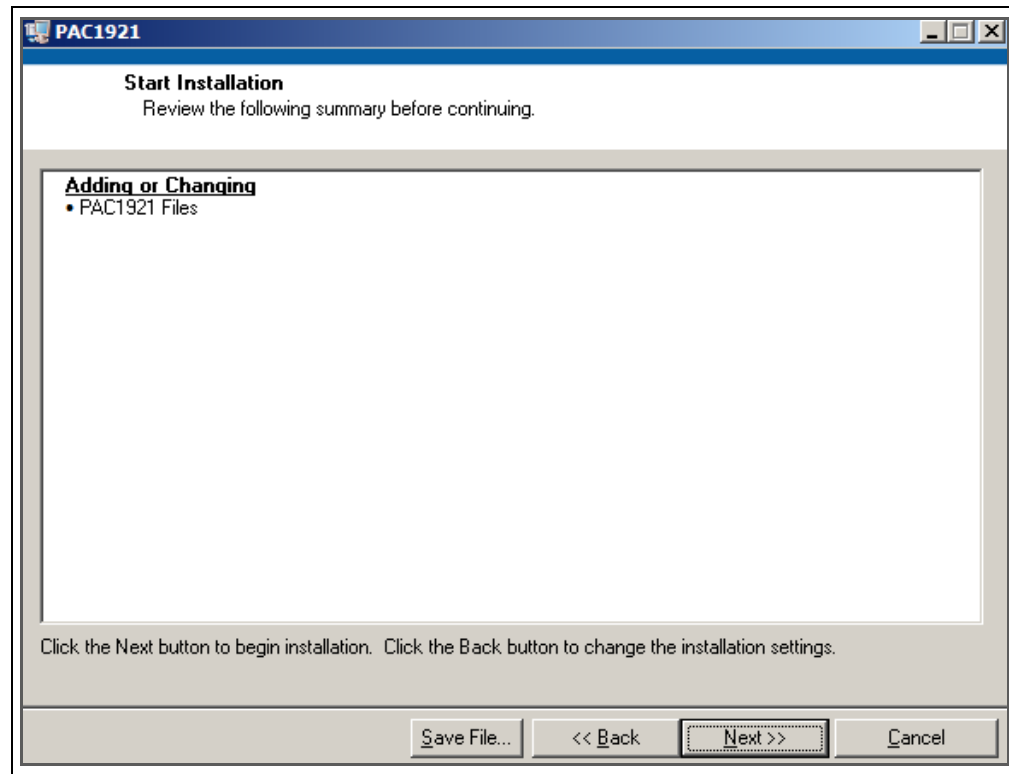 PAC1921
Start Installation
Review the following summary before continuing.
Adding or Changing
• PAC1921 Files
Click the Next button to begin installation.  Click the Back button to change the installation settings.
Save File...
<< Back
Next >>
Cancel